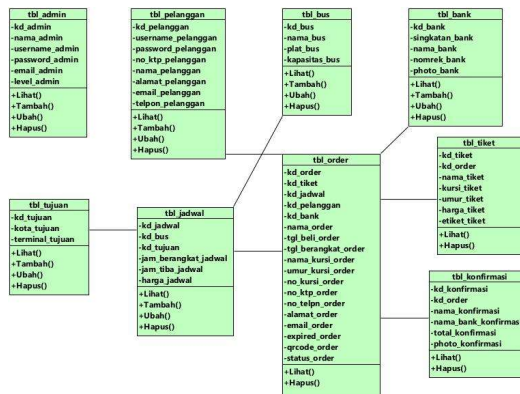 tbl_admin
-kd_admin
-nama_admin
-username_admin
-password_admin
-email_admin
-level_admin
+Lihat()
+Tambah()
+Ubah()
+Hapus()
tbl_pelanggan
-kd_pelanggan
-username_pelanggan
-password_pelanggan
-no_ktp_pelanggan
-nama_pelanggan
-alamat_pelanggan
-email_pelanggan
-telpon_pelanggan
+Lihat()
+Tambah()
+Ubah()
+Hapus()
tbl_bus
-kd_bus
-nama_bus
-plat_bus
-kapasitas_bus
+Lihat()
+Tambah()
+Ubah()
+Hapus()
tbl_bank
-kd_bank
-singkatan_bank
-nama_bank
-nomrek_bank
-photo_bank
+Lihat()
+Tambah()
+Ubah()
+Hapus()
tbl_tujuan
-kd_tujuan
-kota_tujuan
-terminal_tujuan
+Lihat()
+Tambah()
+Ubah()
+Hapus()
tbl_jadwal
-kd_jadwal
-kd_bus
-kd_tujuan
-jam_berangkat_jadwal
-jam_tiba_jadwal
-harga_jadwal
+Lihat()
+Tambah()
+Ubah()
+Hapus()
tbl_order
-kd_order
-kd_tiket
-kd_jadwal
-kd_pelanggan
-kd_bank
-nama_order
-tgl_beli_order
-tgl_berangkat_order
-nama_kursi_order
-umur_kursi_order
-no_kursi_order
-no_ktp_order
-no_telpn_order
-alamat_order
-email_order
-expired_order
-qrcode_order
-status_order
+Lihat()
+Hapus()
tbl_tiket
-kd_tiket
-kd_order
-nama_tiket
-kursi_tiket
-umur_tiket
-harga_tiket
-etiket_tiket
+Lihat()
+Hapus()
tbl_konfirmasi
-kd_konfirmasi
-kd_order
-nama_konfirmasi
-nama_bank_konfirmasi
-total_konfirmasi
-photo_konfirmasi
+Lihat()
+Hapus()